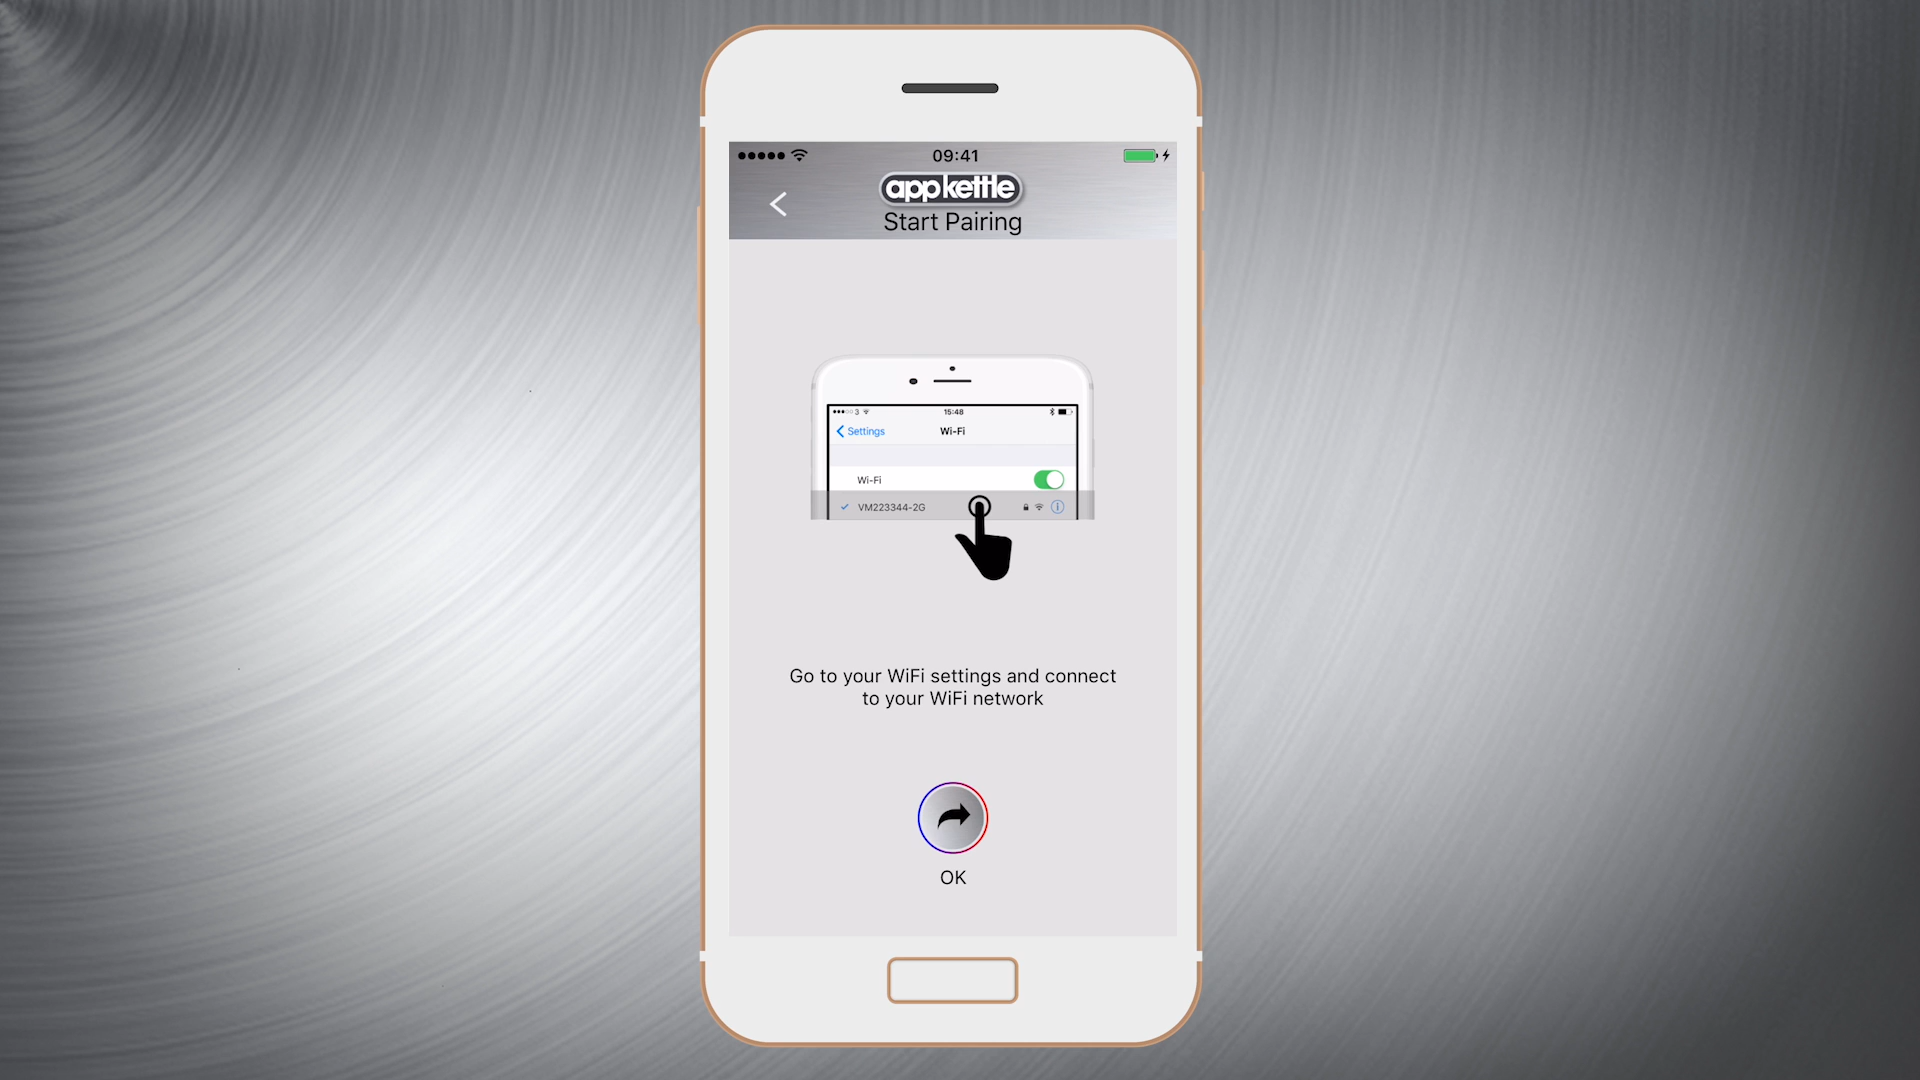 09:41
appkettle
Start Pairing
3 15:48
Settings Wi-Fi
Wi-Fi
VM223344-2G
Go to your WiFi settings and connect
to your WiFi network
OK